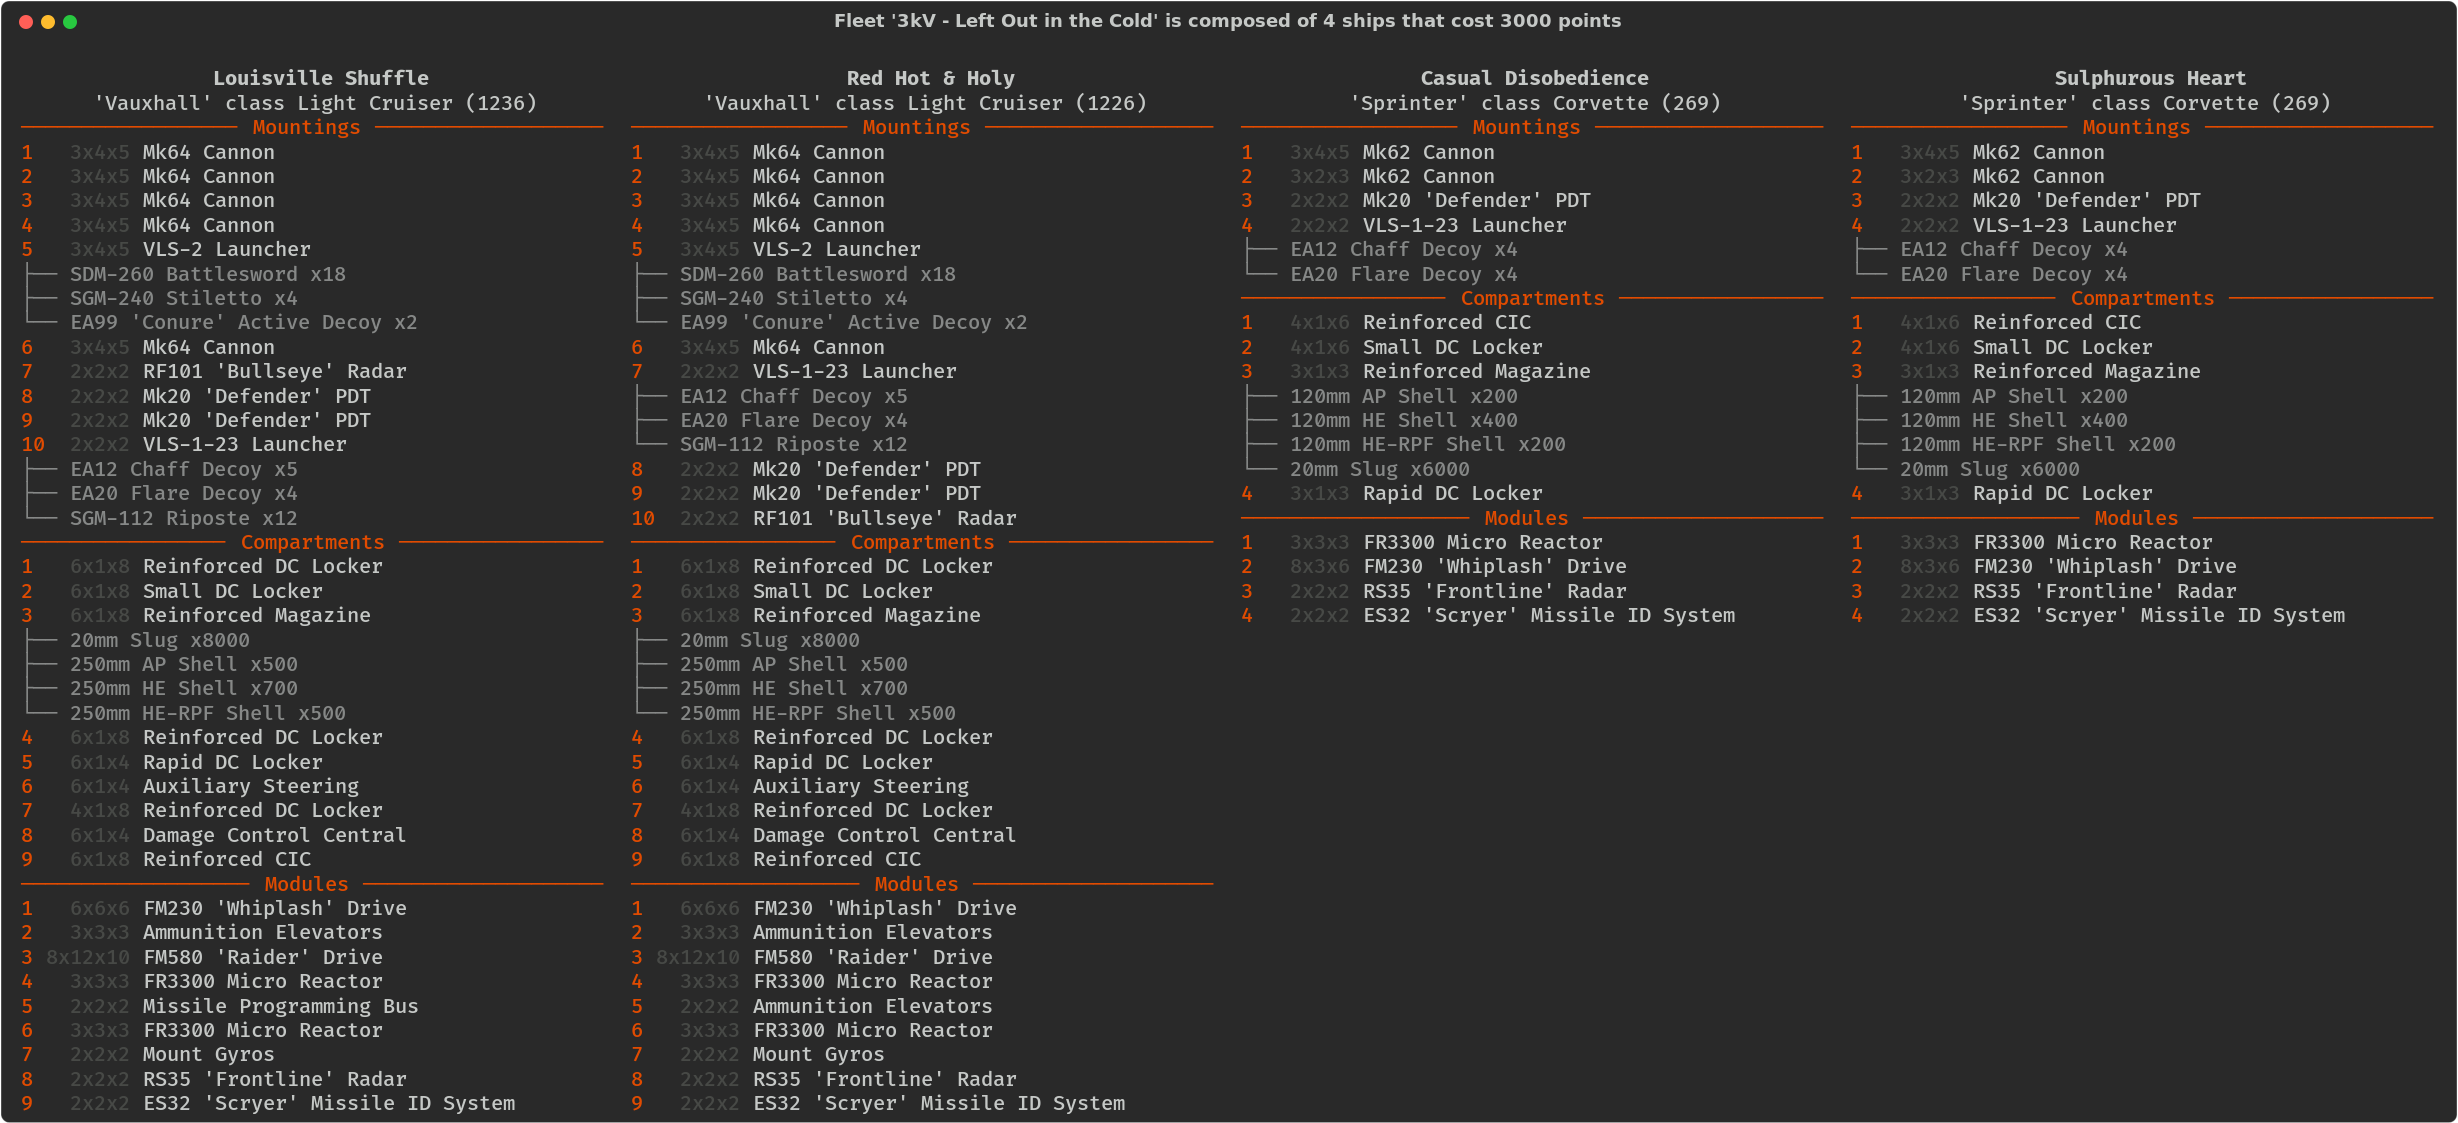 Fleet '3kV - Left Out in the Cold' is composed of 4 ships that cost 3000 points
Louisville Shuffle
'Vauxhall' class Light Cruiser (1236)
Mountings
1 3x4x5 Mk64 Cannon
2 3x4x5 Mk64 Cannon
3 3x4x5 Mk64 Cannon
4 3x4x5 Mk64 Cannon
5 3x4x5 VLS-2 Launcher
SDM-260 Battlesword x18
SGM-240 Stiletto x4
EA99 'Conure' Active Decoy x2
6 3x4x5 Mk64 Cannon
7 2x2x2 RF101 'Bullseye' Radar
8 2x2x2 Mk20 'Defender' PDT
9 2x2x2 Mk20 'Defender' PDT
10 2x2x2 VLS-1-23 Launcher
EA12 Chaff Decoy x5
EA20 Flare Decoy x4
SGM-112 Riposte x12
Compartments
1 6x1x8 Reinforced DC Locker
2 6x1x8 Small DC Locker
3 6x1x8 Reinforced Magazine
20mm Slug x8000
250mm AP Shell x500
250mm HE Shell x700
250mm HE-RPF Shell x500
4 6x1x8 Reinforced DC Locker
5 6x1x4 Rapid DC Locker
6 6x1x4 Auxiliary Steering
7 4x1x8 Reinforced DC Locker
8 6x1x4 Damage Control Central
9 6x1x8 Reinforced CIC
Modules
1 6x6x6 FM230 'Whiplash' Drive
2 3x3x3 Ammunition Elevators
3 8x12x10 FM580 'Raider' Drive
4 3x3x3 FR3300 Micro Reactor
5 2x2x2 Missile Programming Bus
6 3x3x3 FR3300 Micro Reactor
7 2x2x2 Mount Gyros
8 2x2x2 RS35 'Frontline' Radar
9 2x2x2 ES32 'Scryer' Missile ID System
Red Hot & Holy
'Vauxhall' class Light Cruiser (1226)
Mountings
1 3x4x5 Mk64 Cannon
2 3x4x5 Mk64 Cannon
3 3x4x5 Mk64 Cannon
4 3x4x5 Mk64 Cannon
5 3x4x5 VLS-2 Launcher
SDM-260 Battlesword x18
SGM-240 Stiletto x4
EA99 'Conure' Active Decoy x2
6 3x4x5 Mk64 Cannon
7 2x2x2 VLS-1-23 Launcher
EA12 Chaff Decoy x5
EA20 Flare Decoy x4
SGM-112 Riposte x12
8 2x2x2 Mk20 'Defender' PDT
9 2x2x2 Mk20 'Defender' PDT
10 2x2x2 RF101 'Bullseye' Radar
Compartments
1 6x1x8 Reinforced DC Locker
2 6x1x8 Small DC Locker
3 6x1x8 Reinforced Magazine
20mm Slug x8000
250mm AP Shell x500
250mm HE Shell x700
250mm HE-RPF Shell x500
4 6x1x8 Reinforced DC Locker
5 6x1x4 Rapid DC Locker
6 6x1x4 Auxiliary Steering
7 4x1x8 Reinforced DC Locker
8 6x1x4 Damage Control Central
9 6x1x8 Reinforced CIC
Modules
1 6x6x6 FM230 'Whiplash' Drive
2 3x3x3 Ammunition Elevators
3 8x12x10 FM580 'Raider' Drive
4 3x3x3 FR3300 Micro Reactor
5 2x2x2 Ammunition Elevators
6 3x3x3 FR3300 Micro Reactor
7 2x2x2 Mount Gyros
8 2x2x2 RS35 'Frontline' Radar
9 2x2x2 ES32 'Scryer' Missile ID System
Casual Disobedience
'Sprinter' class Corvette (269)
Mountings
1 3x4x5 Mk62 Cannon
2 3x2x3 Mk62 Cannon
3 2x2x2 Mk20 'Defender' PDT
4 2x2x2 VLS-1-23 Launcher
EA12 Chaff Decoy x4
EA20 Flare Decoy x4
Compartments
1 4x1x6 Reinforced CIC
2 4x1x6 Small DC Locker
3 3x1x3 Reinforced Magazine
120mm AP Shell x200
120mm HE Shell x400
120mm HE-RPF Shell x200
20mm Slug x6000
4 3x1x3 Rapid DC Locker
Modules
1 3x3x3 FR3300 Micro Reactor
2 8x3x6 FM230 'Whiplash' Drive
3 2x2x2 RS35 'Frontline' Radar
4 2x2x2 ES32 'Scryer' Missile ID System
Sulphurous Heart
'Sprinter' class Corvette (269)
Mountings
1 3x4x5 Mk62 Cannon
2 3x2x3 Mk62 Cannon
3 2x2x2 Mk20 'Defender' PDT
4 2x2x2 VLS-1-23 Launcher
EA12 Chaff Decoy x4
EA20 Flare Decoy x4
Compartments
1 4x1x6 Reinforced CIC
2 4x1x6 Small DC Locker
3 3x1x3 Reinforced Magazine
120mm AP Shell x200
120mm HE Shell x400
120mm HE-RPF Shell x200
20mm Slug x6000
4 3x1x3 Rapid DC Locker
Modules
1 3x3x3 FR3300 Micro Reactor
2 8x3x6 FM230 'Whiplash' Drive
3 2x2x2 RS35 'Frontline' Radar
4 2x2x2 ES32 'Scryer' Missile ID System